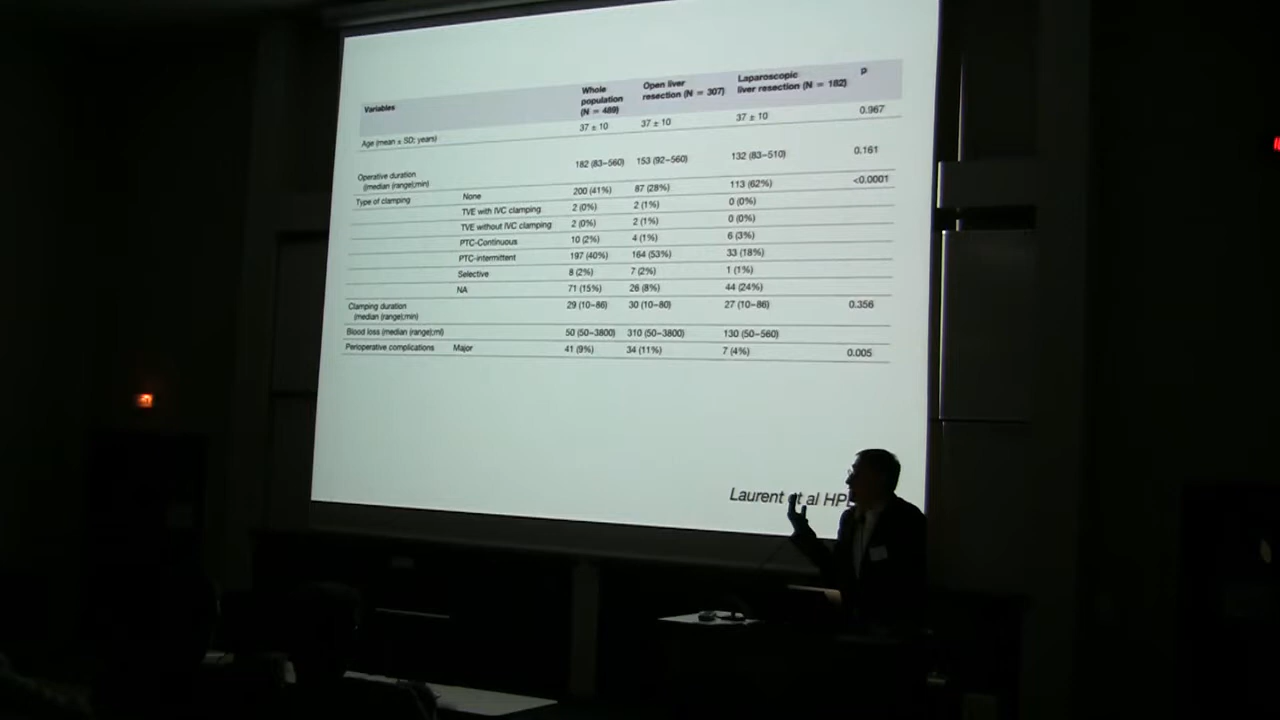 Variables Whole population (N = 489) Open liver resection (N = 307) Laparoscopic liver resection (N = 182) P
Age (mean ± SD; years) 37 ± 10 37 ± 10 37 ± 10 0.967
Operative duration (median (range);min) 182 (83–560) 153 (92–560) 132 (83–510) 0.161
Type of clamping None 200 (41%) 87 (28%) 113 (62%) <0.0001
TVE with IVC clamping 2 (0%) 2 (1%) 0 (0%)
TVE without IVC clamping 2 (0%) 2 (1%) 0 (0%)
PTC-Continuous 10 (2%) 4 (1%) 6 (3%)
PTC-intermittent 197 (40%) 164 (53%) 33 (18%)
Selective 8 (2%) 7 (2%) 1 (1%)
NA 71 (15%) 26 (8%) 44 (24%)
Clamping duration (median (range);min) 29 (10–86) 30 (10–80) 27 (10–86) 0.356
Blood loss (median (range);ml) 50 (50–3800) 310 (50–3800) 130 (50–560)
Perioperative complications Major 41 (9%) 34 (11%) 7 (4%) 0.005
Laurent et al HP